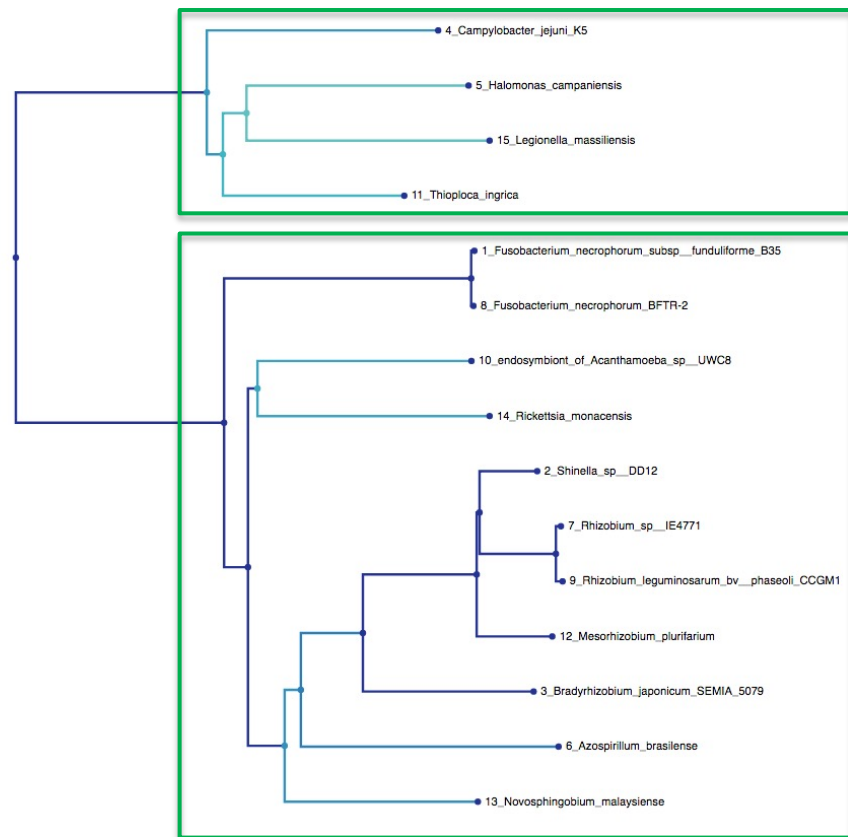 4_Campylobacter_jejuni_K5
5_Halomonas_campaniensis
15_Legionella_massiliensis
11_Thioploca_ingrica
1_Fusobacterium_necrophorum_subsp__funduliforme_B35
8_Fusobacterium_necrophorum_BFTR-2
10_endosymbiont_of_Acanthamoeba_sp__UWC8
14_Rickettsia_monacensis
2_Shinella_sp__DD12
7_Rhizobium_sp__IE4771
9_Rhizobium_leguminosarum_bv__phaseoli_CCGM1
12_Mesorhizobium_plurifarium
3_Bradyrhizobium_japonicum_SEMIA_5079
6_Azospirillum_brasilense
13_Novosphingobium_malaysiense